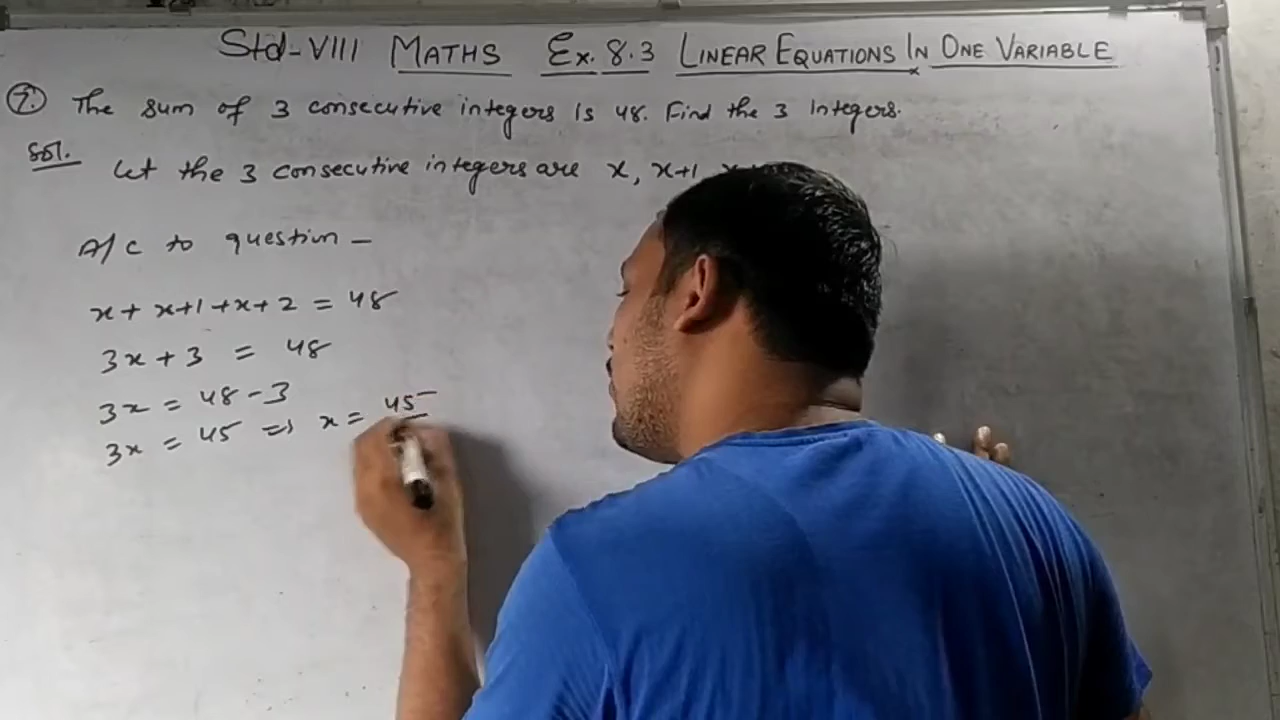 Std-VIII MATHS Ex. 8.3 LINEAR EQUATIONS IN ONE VARIABLE
7. The sum of 3 consecutive integers is 48. Find the 3 Integers.
Sol. Let the 3 consecutive integers are x, x+1,
A/c to question –
x + x+1 + x+2 = 48
3x + 3 = 48
3x = 48 - 3
3x = 45 => x = 45